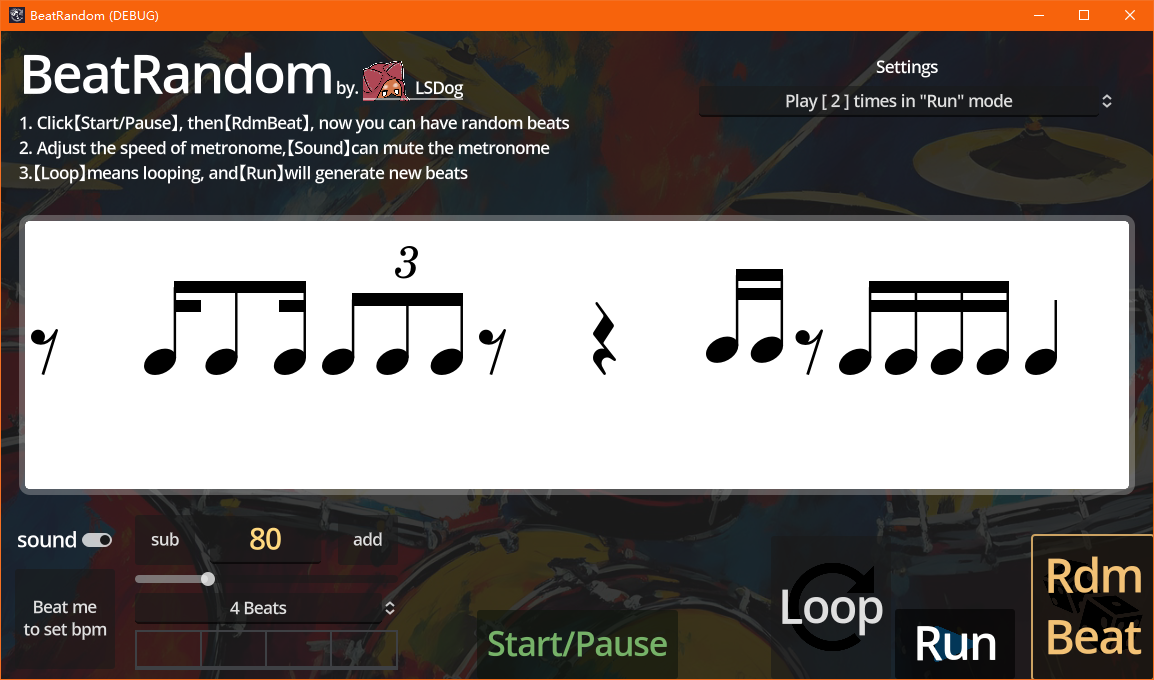 BeatRandom (DEBUG)
BeatRandom by. LSDog
Settings
Play [ 2 ] times in "Run" mode
1. Click【Start/Pause】, then【RdmBeat】, now you can have random beats
2. Adjust the speed of metronome,【Sound】can mute the metronome
3.【Loop】means looping, and【Run】will generate new beats
3
sound
sub
80
add
Beat me
to set bpm
4 Beats
Start/Pause
Loop
Run
Rdm
Beat